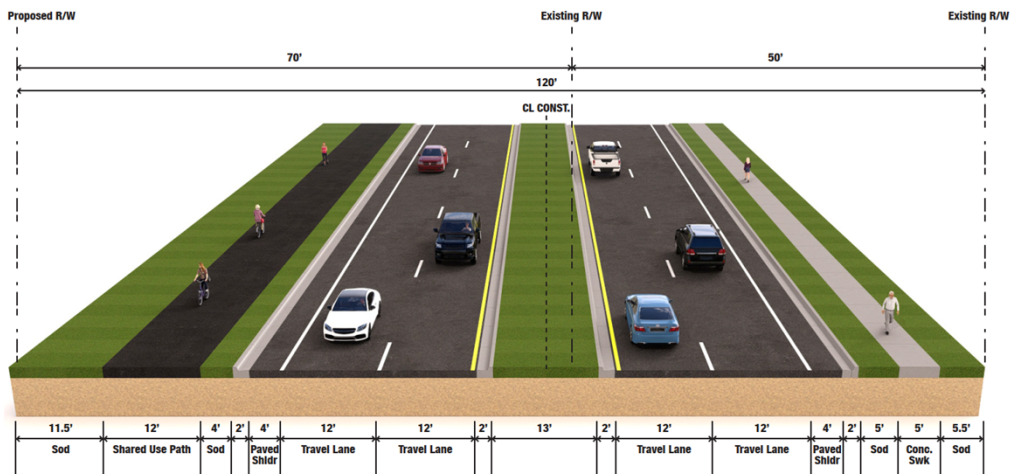 Proposed R/W Existing R/W Existing R/W
70' 50'
120'
CL CONST.
11.5' 12' 4' 2' 4' 12' 12' 2' 13' 2' 12' 12' 4' 2' 5' 5' 5.5'
Sod Shared Use Path Sod Paved Travel Lane Travel Lane Travel Lane Travel Lane Paved Sod Conc. Sod
Shldr Shldr Swk